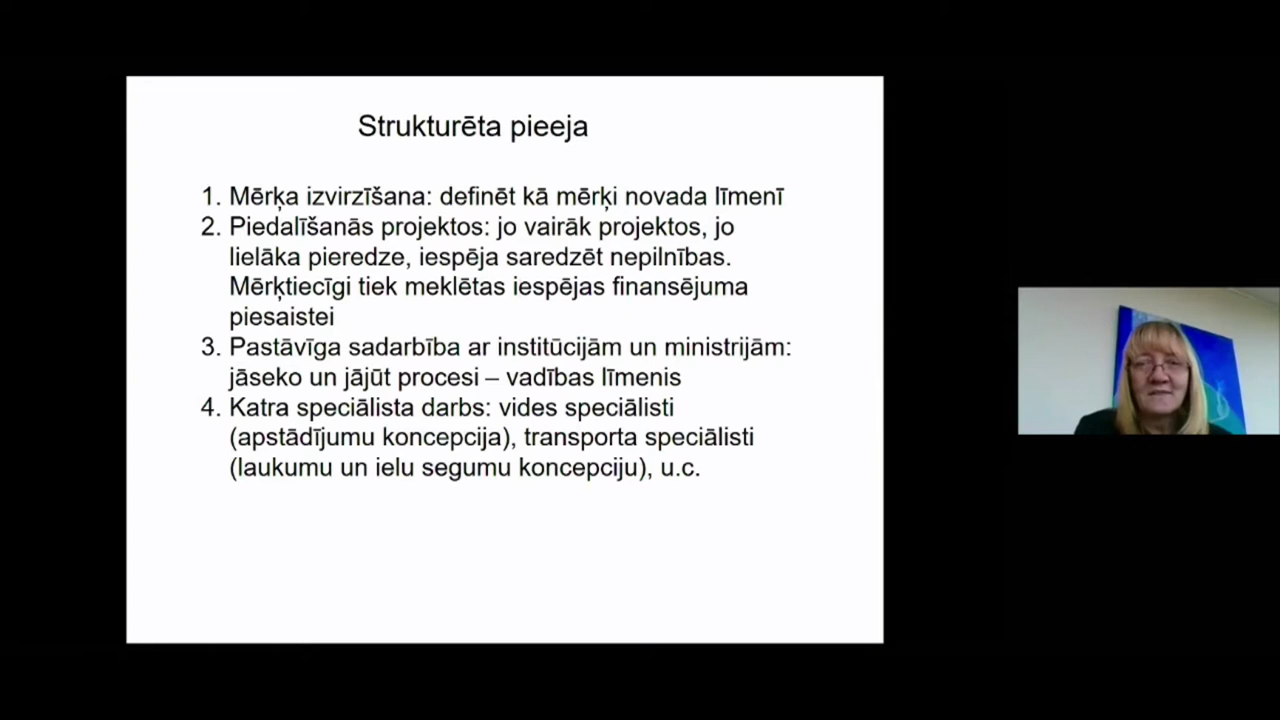 Strukturēta pieeja
1. Mērķa izvirzīšana: definēt kā mērķi novada līmenī
2. Piedalīšanās projektos: jo vairāk projektos, jo
lielāka pieredze, iespēja saredzēt nepilnības.
Mērķtiecīgi tiek meklētas iespējas finansējuma
piesaistei
3. Pastāvīga sadarbība ar institūcijām un ministrijām:
jāseko un jājūt procesi – vadības līmenis
4. Katra speciālista darbs: vides speciālisti
(apstādījumu koncepcija), transporta speciālisti
(laukumu un ielu segumu koncepciju), u.c.